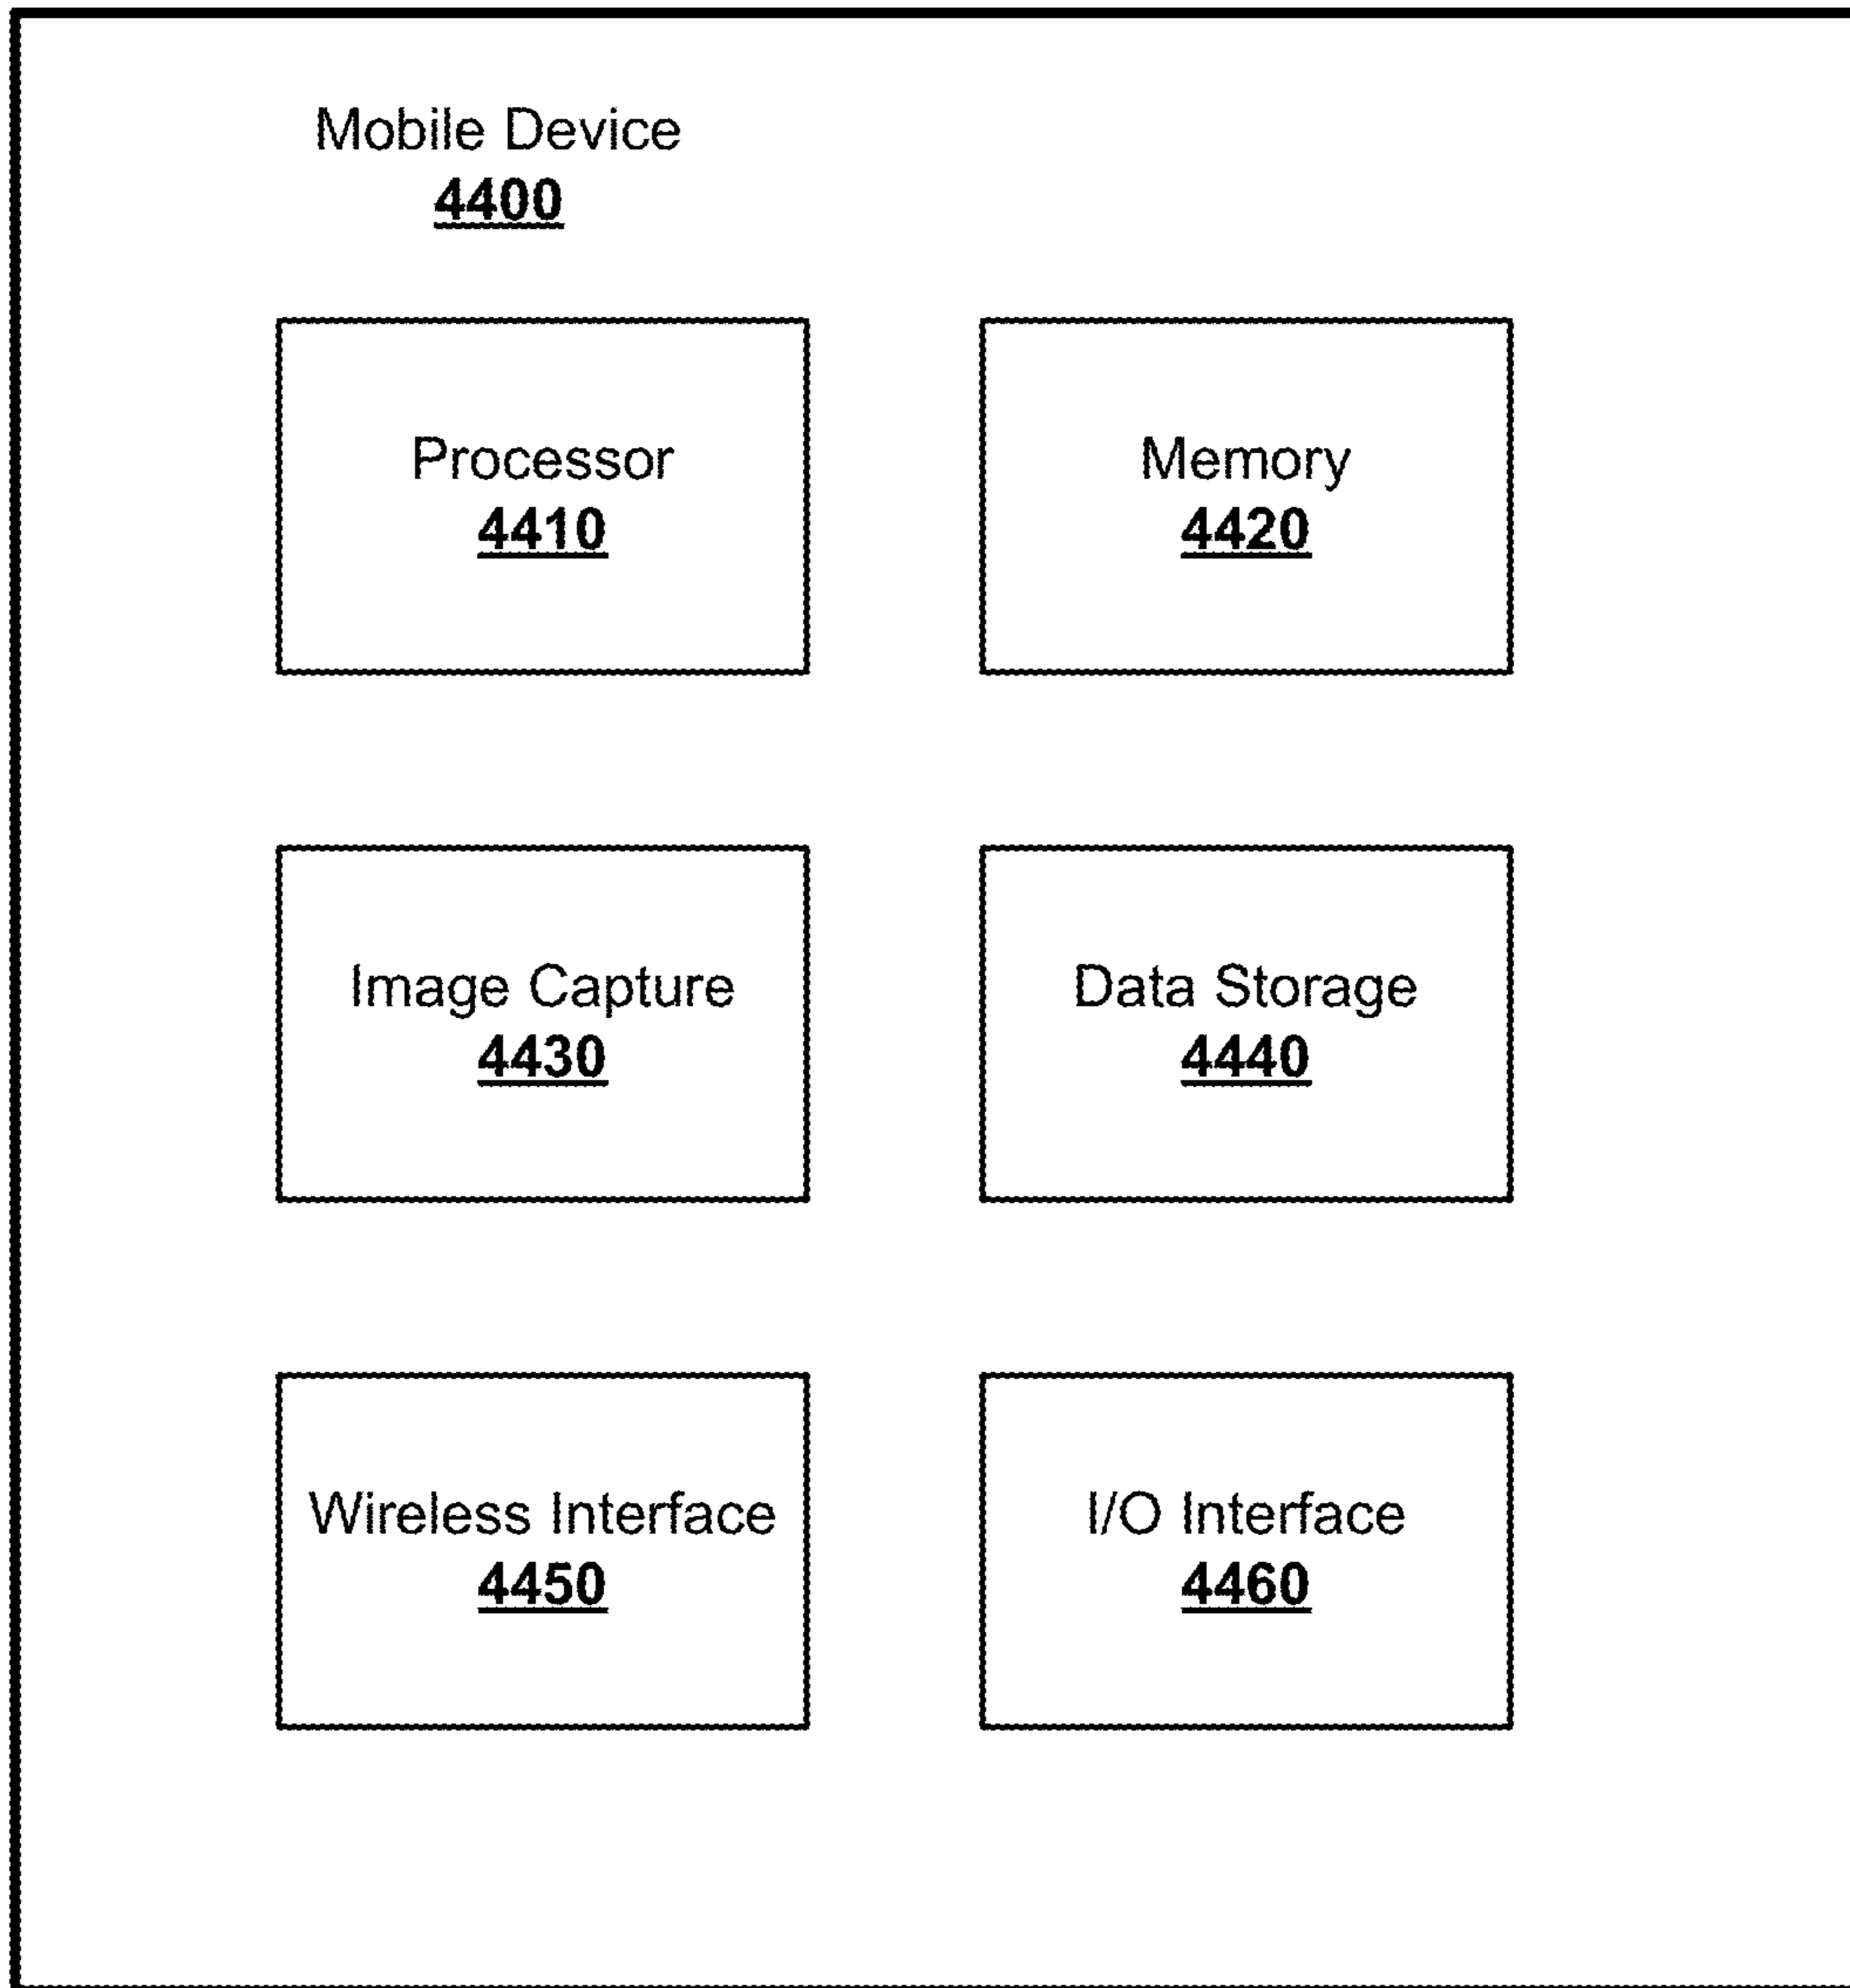 Mobile Device
4400
Processor
4410
Memory
4420
Image Capture
4430
Data Storage
4440
Wireless Interface
4450
I/O Interface
4460